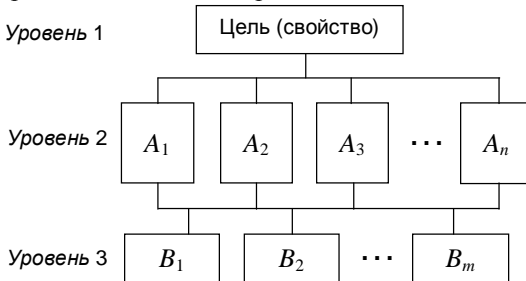 Уровень 1 Цель (свойство)
Уровень 2 A₁ A₂ A₃ ... Aₙ
Уровень 3 B₁ B₂ ... Bₘ